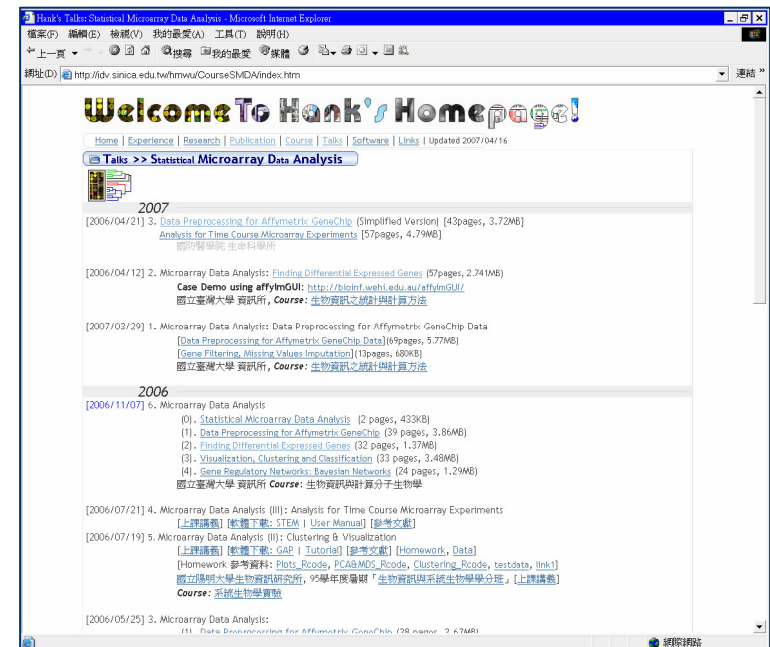 Hank's Talks: Statistical Microarray Data Analysis - Microsoft Internet Explorer
檔案(F) 編輯(E) 檢視(V) 我的最愛(A) 工具(T) 說明(H)
上一頁 搜尋 我的最愛 媒體
網址(D) http://idv.sinica.edu.tw/hmwu/CourseSMDA/index.htm 連結 »
Welcome To Hank's Homepage!
Home | Experience | Research | Publication | Course | Talks | Software | Links | Updated 2007/04/16
Talks >> Statistical Microarray Data Analysis
2007
[2006/04/21] 3. Data Preprocessing for Affymetrix GeneChip (Simplified Version) [43pages, 3.72MB]
Analysis for Time Course Microarray Experiments [57pages, 4.79MB]
國防醫學院 生命科學所
[2006/04/12] 2. Microarray Data Analysis: Finding Differential Expressed Genes (57pages, 2.741MB)
Case Demo using affylmGUI: http://bioinf.wehi.edu.au/affylmGUI/
國立臺灣大學 資訊所, Course: 生物資訊之統計與計算方法
[2007/03/29] 1. Microarray Data Analysis: Data Preprocessing for Affymetrix GeneChip Data
[Data Preprocessing for Affymetrix GeneChip Data](69pages, 5.77MB)
[Gene Filtering, Missing Values Imputation](13pages, 680KB)
國立臺灣大學 資訊所, Course: 生物資訊之統計與計算方法
2006
[2006/11/07] 6. Microarray Data Analysis
(0). Statistical Microarray Data Analysis (2 pages, 433KB)
(1). Data Preprocessing for Affymetrix GeneChip (39 pages, 3.86MB)
(2). Finding Differential Expressed Genes (32 pages, 1.37MB)
(3). Visualization, Clustering and Classification (33 pages, 3.48MB)
(4). Gene Regulatory Networks: Bayesian Networks (24 pages, 1.29MB)
國立臺灣大學 資訊所 Course: 生物資訊與計算分子生物學
[2006/07/21] 4. Microarray Data Analysis (III): Analysis for Time Course Microarray Experiments
[上課講義] [軟體下載: STEM | User Manual] [參考文獻]
[2006/07/19] 5. Microarray Data Analysis (II): Clustering & Visualization
[上課講義] [軟體下載: GAP | Tutorial] [參考文獻] [Homework, Data]
[Homework 參考資料: Plots_Rcode, PCA&MDS_Rcode, Clustering_Rcode, testdata, link1]
國立陽明大學生物資訊研究所, 95學年度暑期「生物資訊與系統生物學學分班」[上課講義]
Course: 系統生物學實驗
[2006/05/25] 3. Microarray Data Analysis:
(1). Data Preprocessing for Affymetrix GeneChip (28 pages, 2.67MB)
網際網路